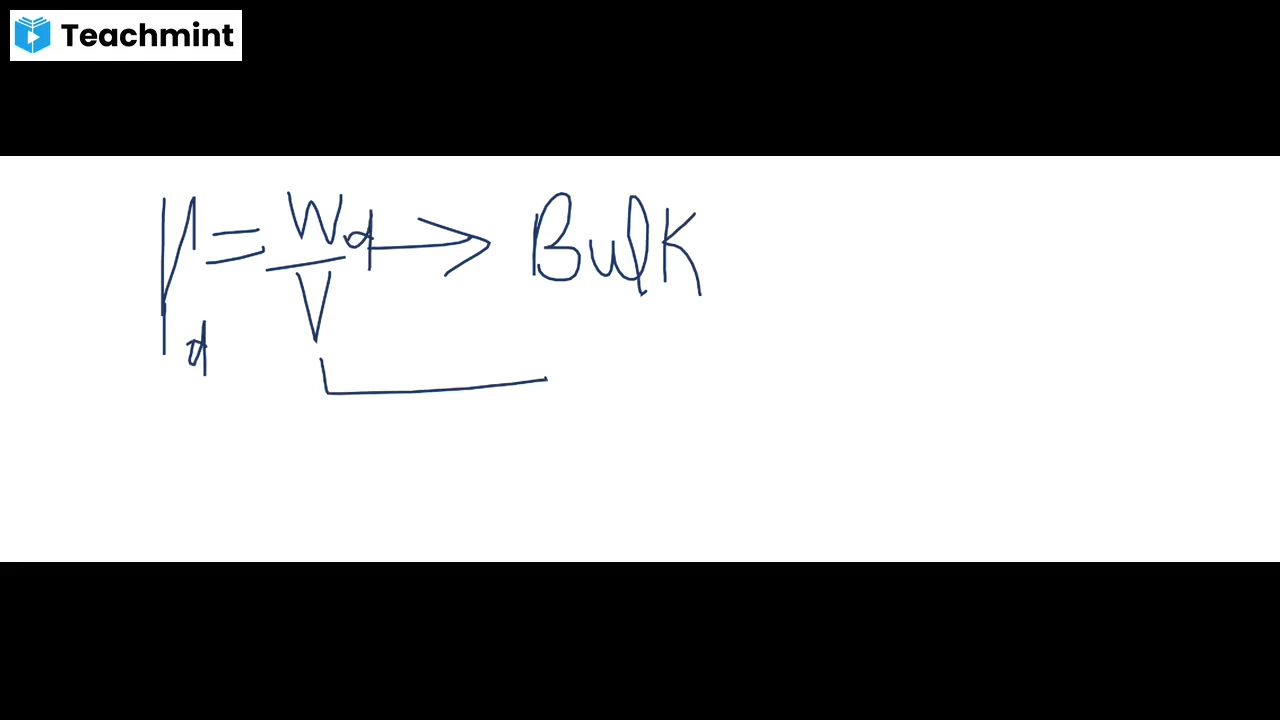 Teachmint
γd = Wd / V → Bulk